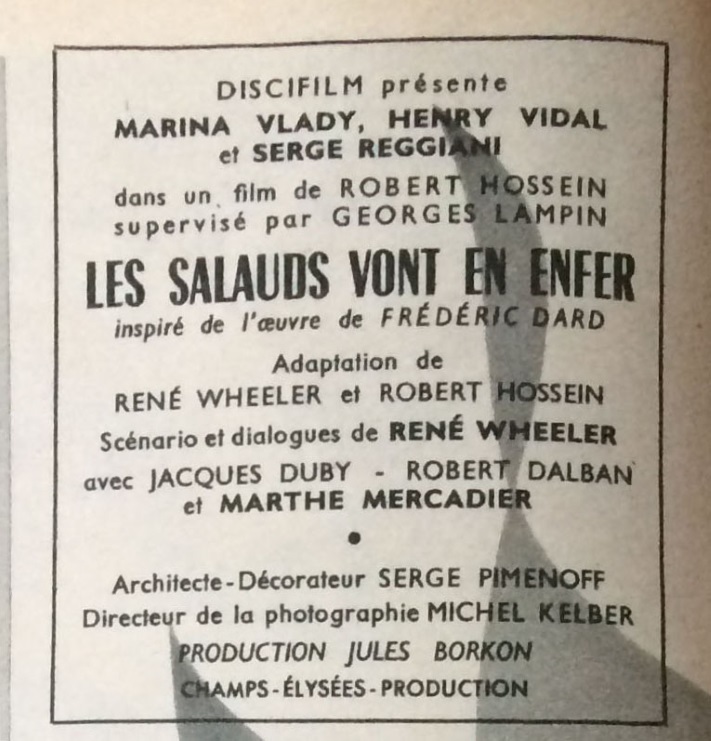 DISCIFILM présente
MARINA VLADY, HENRY VIDAL
et SERGE REGGIANI
dans un film de ROBERT HOSSEIN
supervisé par GEORGES LAMPIN
LES SALAUDS VONT EN ENFER
inspiré de l'œuvre de FRÉDÉRIC DARD
Adaptation de
RENÉ WHEELER et ROBERT HOSSEIN
Scénario et dialogues de RENÉ WHEELER
avec JACQUES DUBY - ROBERT DALBAN
et MARTHE MERCADIER
•
Architecte-Décorateur SERGE PIMENOFF
Directeur de la photographie MICHEL KELBER
PRODUCTION JULES BORKON
CHAMPS-ÉLYSÉES-PRODUCTION